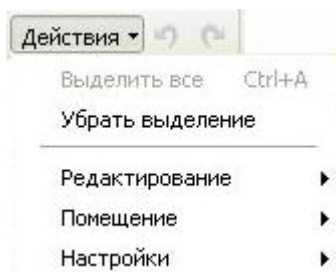 Действия
Выделить все Ctrl+A
Убрать выделение
Редактирование
Помещение
Настройки